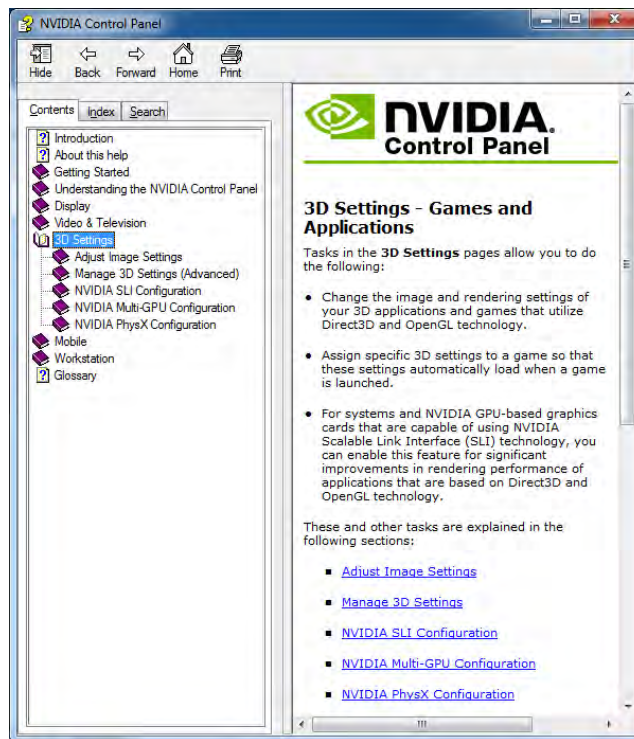 NVIDIA Control Panel
Hide Back Forward Home Print
Contents Index Search
Introduction
About this help
Getting Started
Understanding the NVIDIA Control Panel
Display
Video & Television
3D Settings
Adjust Image Settings
Manage 3D Settings (Advanced)
NVIDIA SLI Configuration
NVIDIA Multi-GPU Configuration
NVIDIA PhysX Configuration
Mobile
Workstation
Glossary
NVIDIA.
Control Panel
3D Settings - Games and
Applications
Tasks in the 3D Settings pages allow you to do
the following:
• Change the image and rendering settings of
your 3D applications and games that utilize
Direct3D and OpenGL technology.
• Assign specific 3D settings to a game so that
these settings automatically load when a game
is launched.
• For systems and NVIDIA GPU-based graphics
cards that are capable of using NVIDIA
Scalable Link Interface (SLI) technology, you
can enable this feature for significant
improvements in rendering performance of
applications that are based on Direct3D and
OpenGL technology.
These and other tasks are explained in the
following sections:
▪ Adjust Image Settings
▪ Manage 3D Settings
▪ NVIDIA SLI Configuration
▪ NVIDIA Multi-GPU Configuration
▪ NVIDIA PhysX Configuration